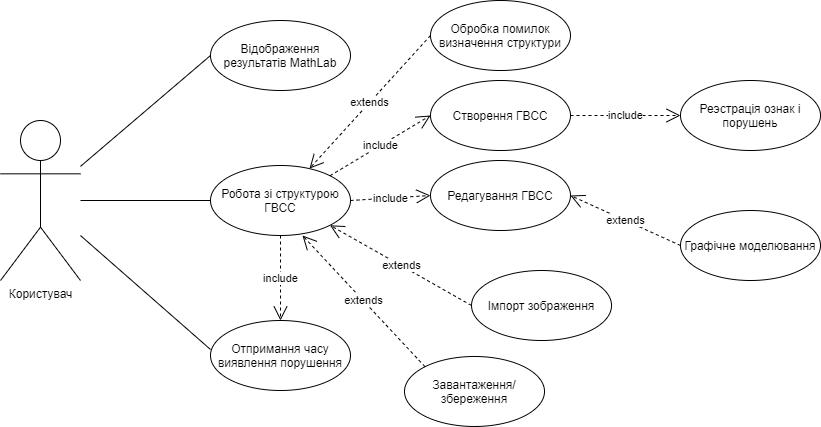 Обробка помилок
визначення структури
Відображення
результатів MathLab
extends
Створення ГВСС
include
Реэстрація ознак і
порушень
include
Робота зі структурою
ГВСС
include
Редагування ГВСС
extends
Графічне моделювання
Користувач
include
extends
extends
Імпорт зображення
Отпримання часу
виявлення порушення
Завантаження/
збереження